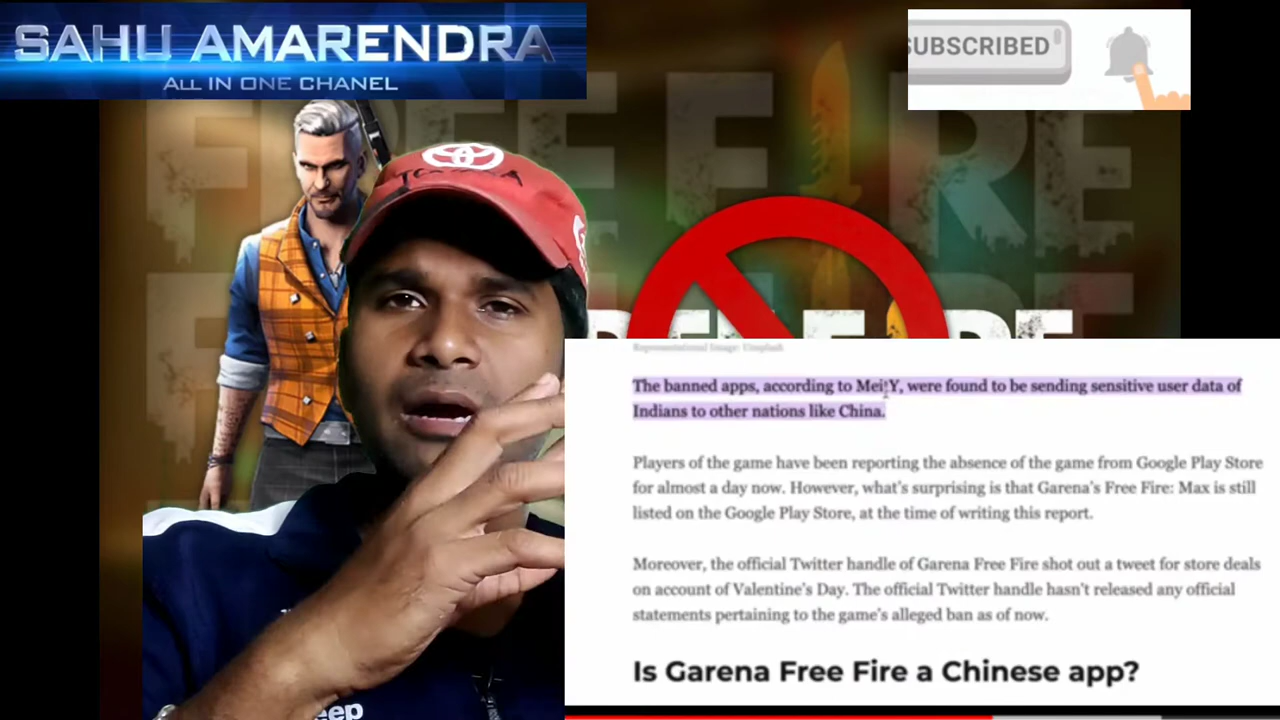 SAHU AMARENDRA
ALL IN ONE CHANEL
SUBSCRIBED
FREE FIRE
TOYOTA
Representational Image: Unsplash
The banned apps, according to MeitY, were found to be sending sensitive user data of
Indians to other nations like China.
Players of the game have been reporting the absence of the game from Google Play Store
for almost a day now. However, what's surprising is that Garena's Free Fire: Max is still
listed on the Google Play Store, at the time of writing this report.
Moreover, the official Twitter handle of Garena Free Fire shot out a tweet for store deals
on account of Valentine's Day. The official Twitter handle hasn't released any official
statements pertaining to the game's alleged ban as of now.
Is Garena Free Fire a Chinese app?